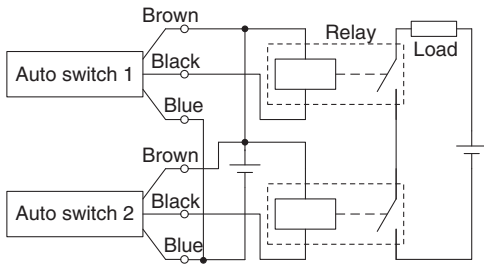 Brown
Relay
Load
Auto switch 1
Black
Blue
Brown
Auto switch 2
Black
Blue